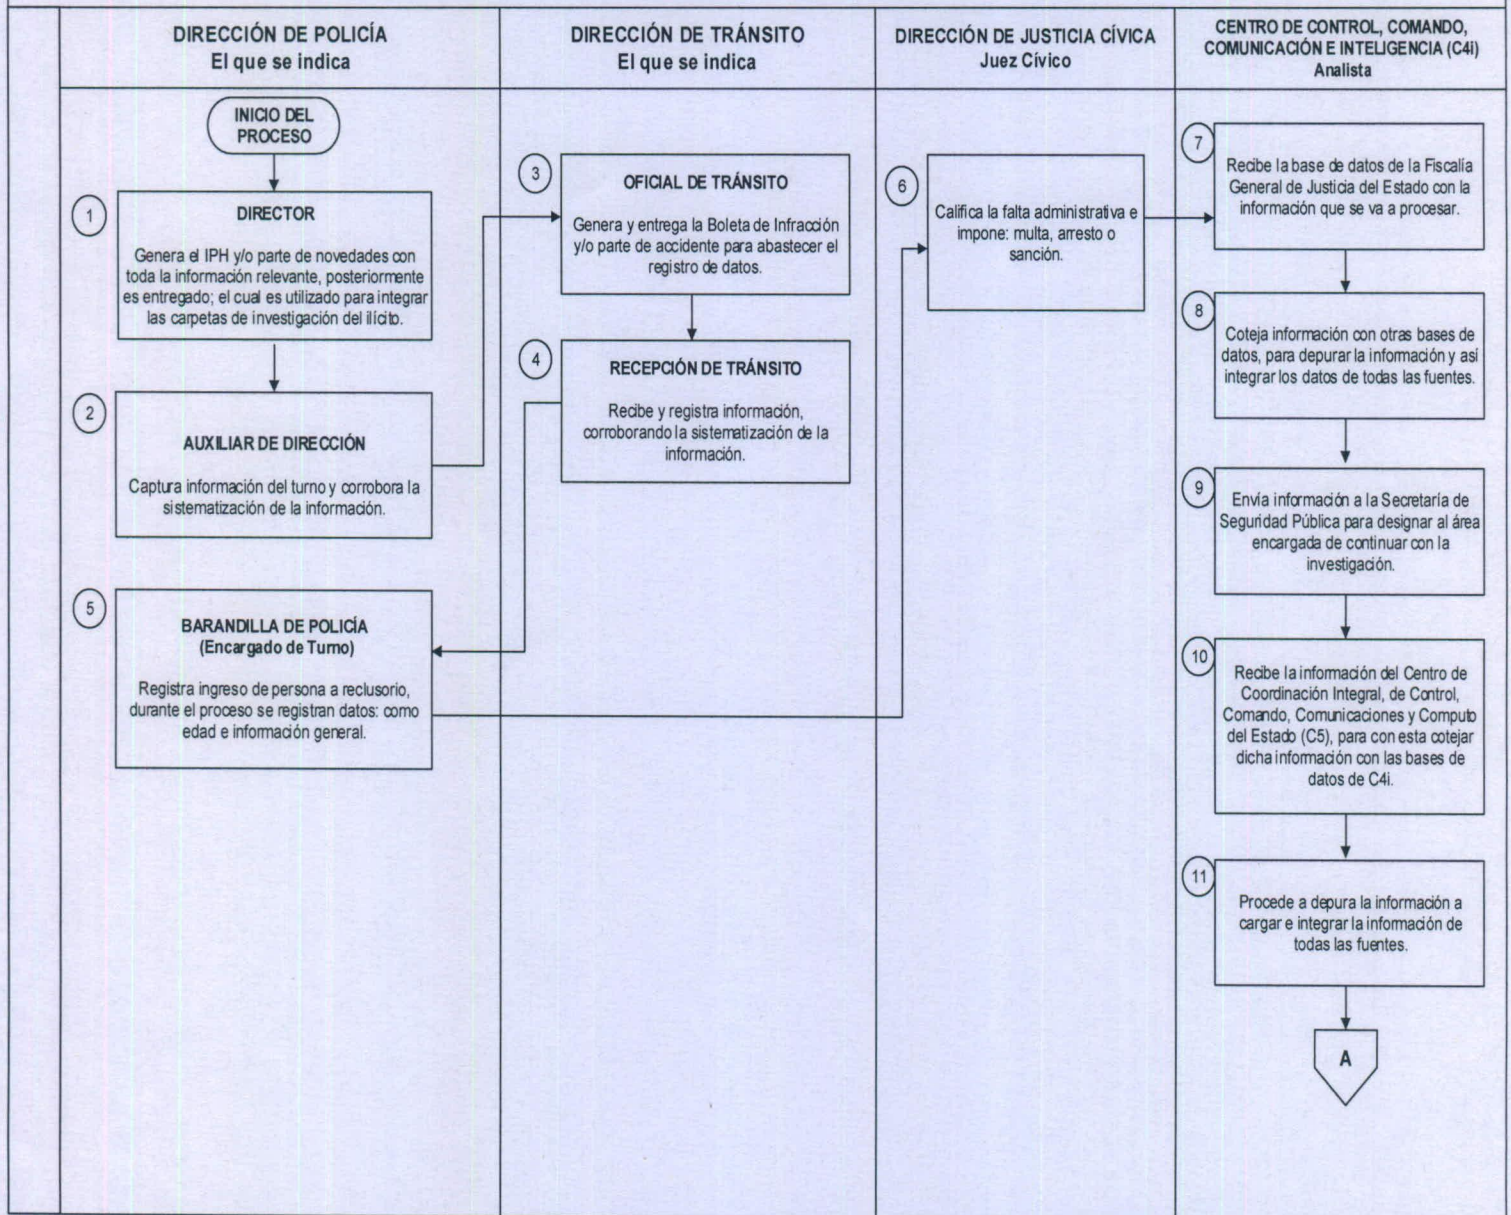 DIRECCIÓN DE POLICÍA
El que se indica
DIRECCIÓN DE TRÁNSITO
El que se indica
DIRECCIÓN DE JUSTICIA CÍVICA
Juez Cívico
CENTRO DE CONTROL, COMANDO,
COMUNICACIÓN E INTELIGENCIA (C4i)
Analista
INICIO DEL
PROCESO
1
DIRECTOR
Genera el IPH y/o parte de novedades con
toda la información relevante, posteriormente
es entregado; el cual es utilizado para integrar
las carpetas de investigación del ilícito.
2
AUXILIAR DE DIRECCIÓN
Captura información del turno y corrobora la
sistematización de la información.
3
OFICIAL DE TRÁNSITO
Genera y entrega la Boleta de Infracción
y/o parte de accidente para abastecer el
registro de datos.
4
RECEPCIÓN DE TRÁNSITO
Recibe y registra información,
corroborando la sistematización de la
información.
5
BARANDILLA DE POLICÍA
(Encargado de Turno)
Registra ingreso de persona a reclusorio,
durante el proceso se registran datos: como
edad e información general.
6
Califica la falta administrativa e
impone: multa, arresto o
sanción.
7
Recibe la base de datos de la Fiscalía
General de Justicia del Estado con la
información que se va a procesar.
8
Coteja información con otras bases de
datos, para depurar la información y así
integrar los datos de todas las fuentes.
9
Envía información a la Secretaría de
Seguridad Pública para designar al área
encargada de continuar con la
investigación.
10
Recibe la información del Centro de
Coordinación Integral, de Control,
Comando, Comunicaciones y Computo
del Estado (C5), para con esta cotejar
dicha información con las bases de
datos de C4i.
11
Procede a depura la información a
cargar e integrar la información de
todas las fuentes.
A